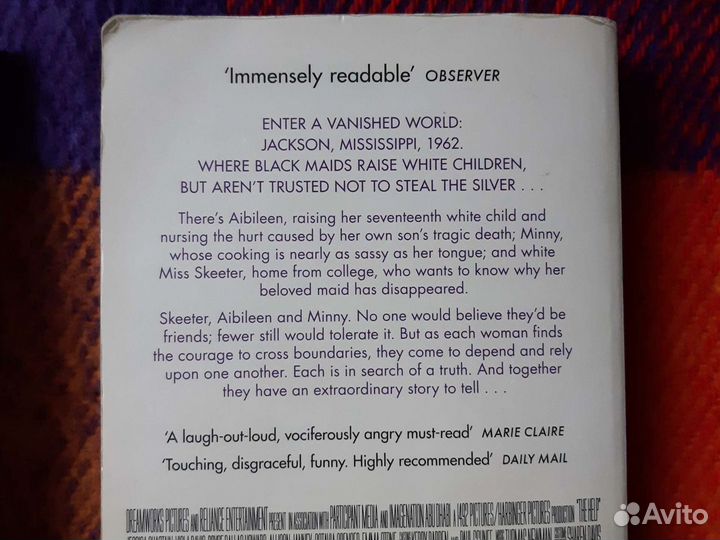 ‘Immensely readable’ OBSERVER
ENTER A VANISHED WORLD:
JACKSON, MISSISSIPPI, 1962.
WHERE BLACK MAIDS RAISE WHITE CHILDREN,
BUT AREN’T TRUSTED NOT TO STEAL THE SILVER . . .
There’s Aibileen, raising her seventeenth white child and
nursing the hurt caused by her own son’s tragic death; Minny,
whose cooking is nearly as sassy as her tongue; and white
Miss Skeeter, home from college, who wants to know why her
beloved maid has disappeared.
Skeeter, Aibileen and Minny. No one would believe they’d be
friends; fewer still would tolerate it. But as each woman finds
the courage to cross boundaries, they come to depend and rely
upon one another. Each is in search of a truth. And together
they have an extraordinary story to tell . . .
‘A laugh-out-loud, vociferously angry must-read’ MARIE CLAIRE
‘Touching, disgraceful, funny. Highly recommended’ DAILY MAIL
DREAMWORKS PICTURES AND RELIANCE ENTERTAINMENT PRESENT IN ASSOCIATION WITH PARTICIPANT MEDIA AND IMAGENATION ABU DHABI A 1492 PICTURES/HARBINGER PICTURES PRODUCTION "THE HELP"
Avito